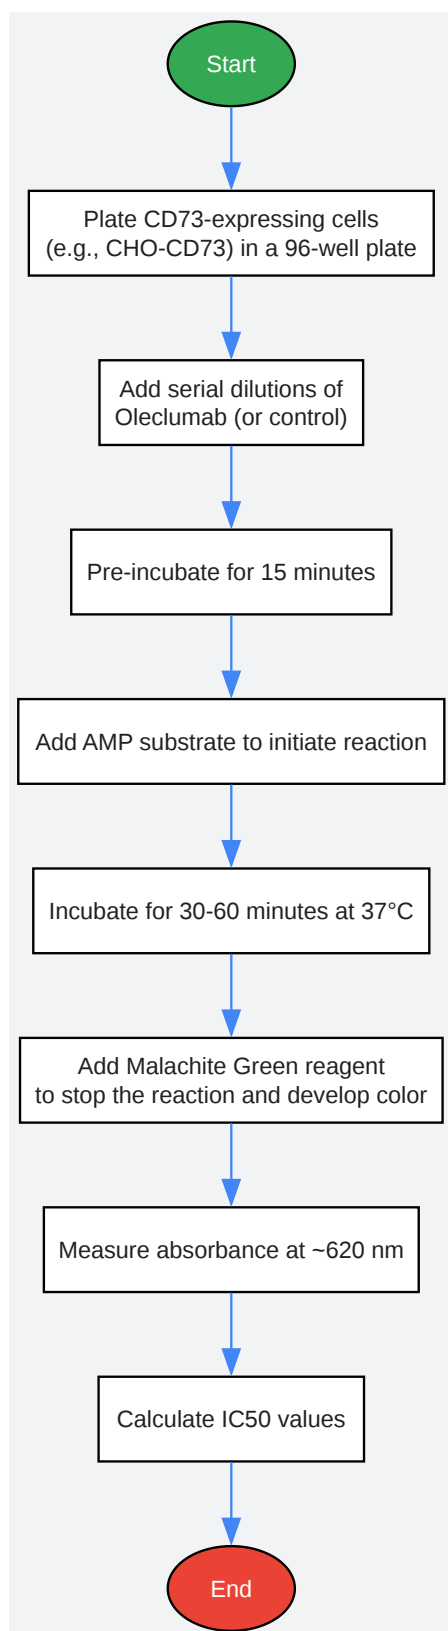 Start
Plate CD73-expressing cells
(e.g., CHO-CD73) in a 96-well plate
Add serial dilutions of
Oleclumab (or control)
Pre-incubate for 15 minutes
Add AMP substrate to initiate reaction
Incubate for 30-60 minutes at 37°C
Add Malachite Green reagent
to stop the reaction and develop color
Measure absorbance at ~620 nm
Calculate IC50 values
End